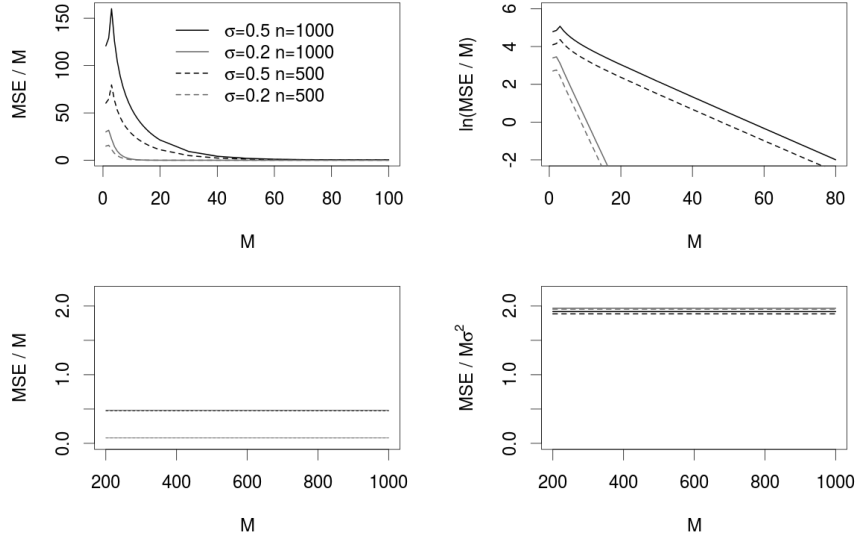 MSE / M
150
100
50
0
σ=0.5 n=1000
σ=0.2 n=1000
σ=0.5 n=500
σ=0.2 n=500
0 20 40 60 80 100
M
ln(MSE / M)
6
4
2
0
-2
0 20 40 60 80
M
MSE / M
2.0
1.0
0.0
200 400 600 800 1000
M
MSE / Mσ²
2.0
1.0
0.0
200 400 600 800 1000
M